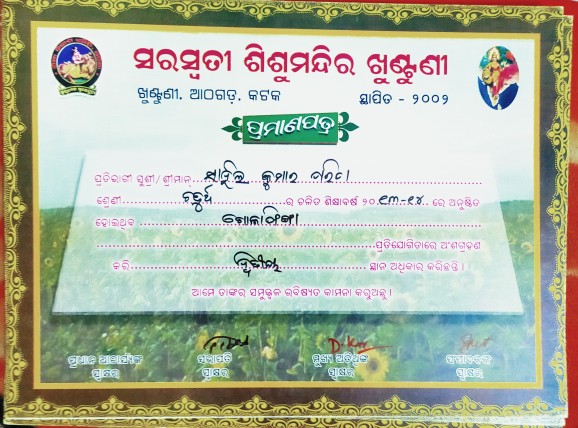 ସରସ୍ୱତୀ ଶିଶୁମନ୍ଦିର ଖୁଣ୍ଟୁଣୀ
ଖୁଣ୍ଟୁଣୀ, ଆଠଗଡ଼, କଟକ ସ୍ଥାପିତ - ୨୦୦୨
ପ୍ରମାଣପତ୍ର
ପ୍ରତିଯୋଗୀ ସୁଶ୍ରୀ/ଶ୍ରୀମାନ କୁମାର
ଶ୍ରେଣୀ ଚତୁର୍ଥ ର ଚଳିତ ଶିକ୍ଷାବର୍ଷ ୨୦୧୩-୧୪ ରେ ଅନୁଷ୍ଠିତ
ହୋଇଥିବା
ପ୍ରତିଯୋଗିତାରେ ଅଂଶଗ୍ରହଣ
କରି ଦ୍ୱିତୀୟ ସ୍ଥାନ ଅଧିକାର କରିଛନ୍ତି।
ଆମେ ତାଙ୍କର ସମୁଜ୍ଜ୍ୱଳ ଭବିଷ୍ୟତ କାମନା କରୁଅଛୁ।
ପ୍ରଧାନ ଆଚାର୍ଯ୍ୟଙ୍କ ସଭାପତି ମୁଖ୍ୟ ଅତିଥିଙ୍କ ସମ୍ପାଦକଙ୍କ
ସ୍ୱାକ୍ଷର ସ୍ୱାକ୍ଷର ସ୍ୱାକ୍ଷର ସ୍ୱାକ୍ଷର